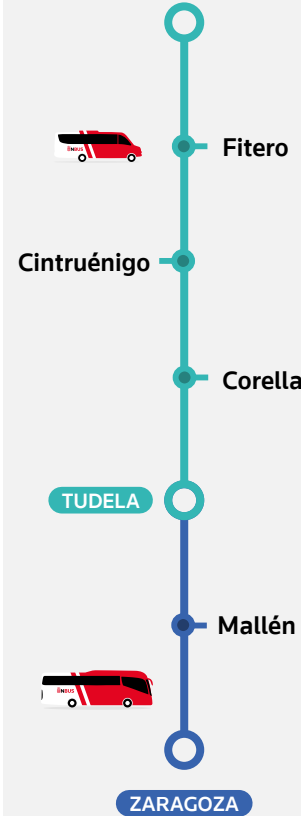 Fitero
Cintruénigo
Corella
TUDELA
Mallén
ZARAGOZA